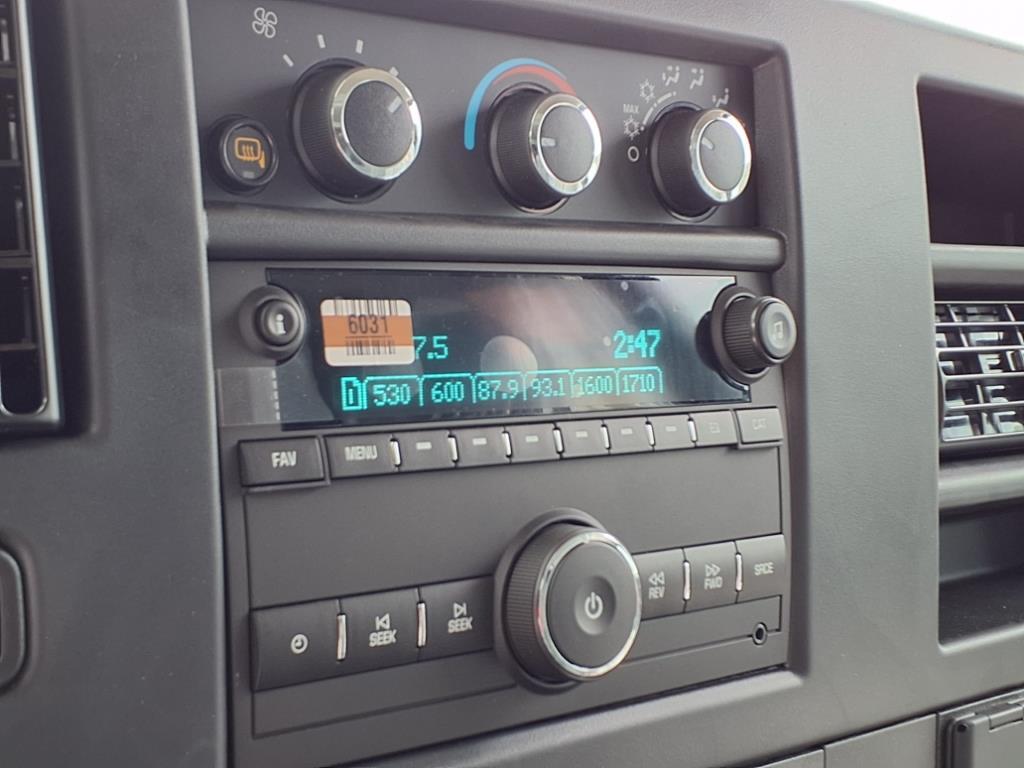 MAX
6031
7.5 2:47
530 600 87.9 93.1 1600 1710
FAV MENU CAT
SEEK SEEK REV FWD SRCE